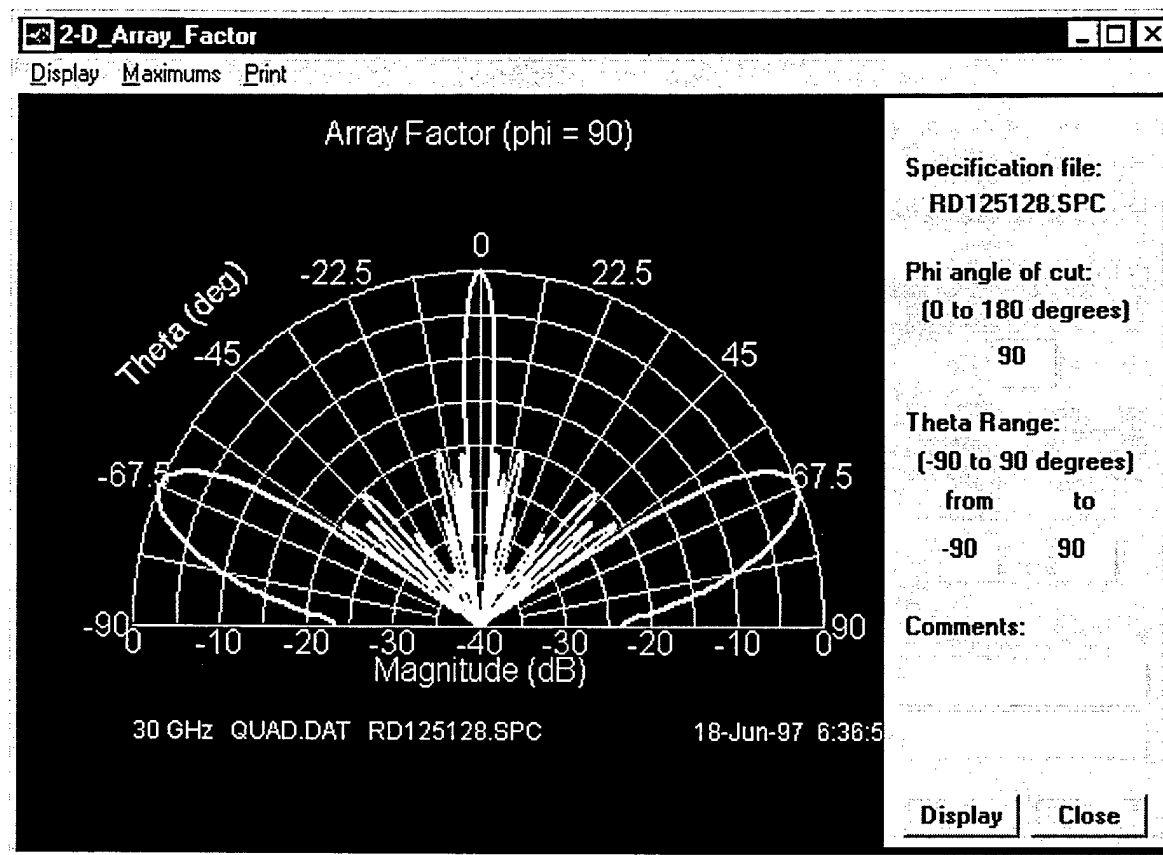 2-D_Array_Factor
Display Maximums Print
Array Factor (phi = 90)
Theta (deg)
0
-22.5 22.5
-45 45
-67.5 67.5
-90 90
0 -10 -20 -30 -40 -30 -20 -10 0
Magnitude (dB)
30 GHz QUAD.DAT RD125128.SPC 18-Jun-97 6:36:5
Specification file:
RD125128.SPC
Phi angle of cut:
(0 to 180 degrees)
90
Theta Range:
(-90 to 90 degrees)
from to
-90 90
Comments:
Display Close